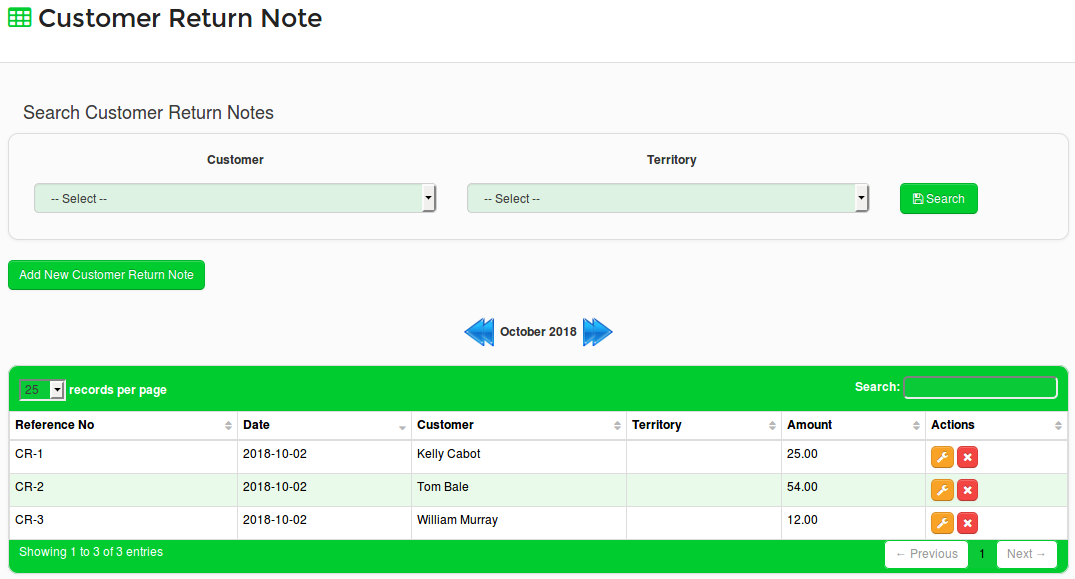 Customer Return Note
Search Customer Return Notes
Customer Territory
-- Select -- -- Select -- Search
Add New Customer Return Note
October 2018
25 records per page Search:
Reference No Date Customer Territory Amount Actions
CR-1 2018-10-02 Kelly Cabot 25.00
CR-2 2018-10-02 Tom Bale 54.00
CR-3 2018-10-02 William Murray 12.00
Showing 1 to 3 of 3 entries ← Previous 1 Next →